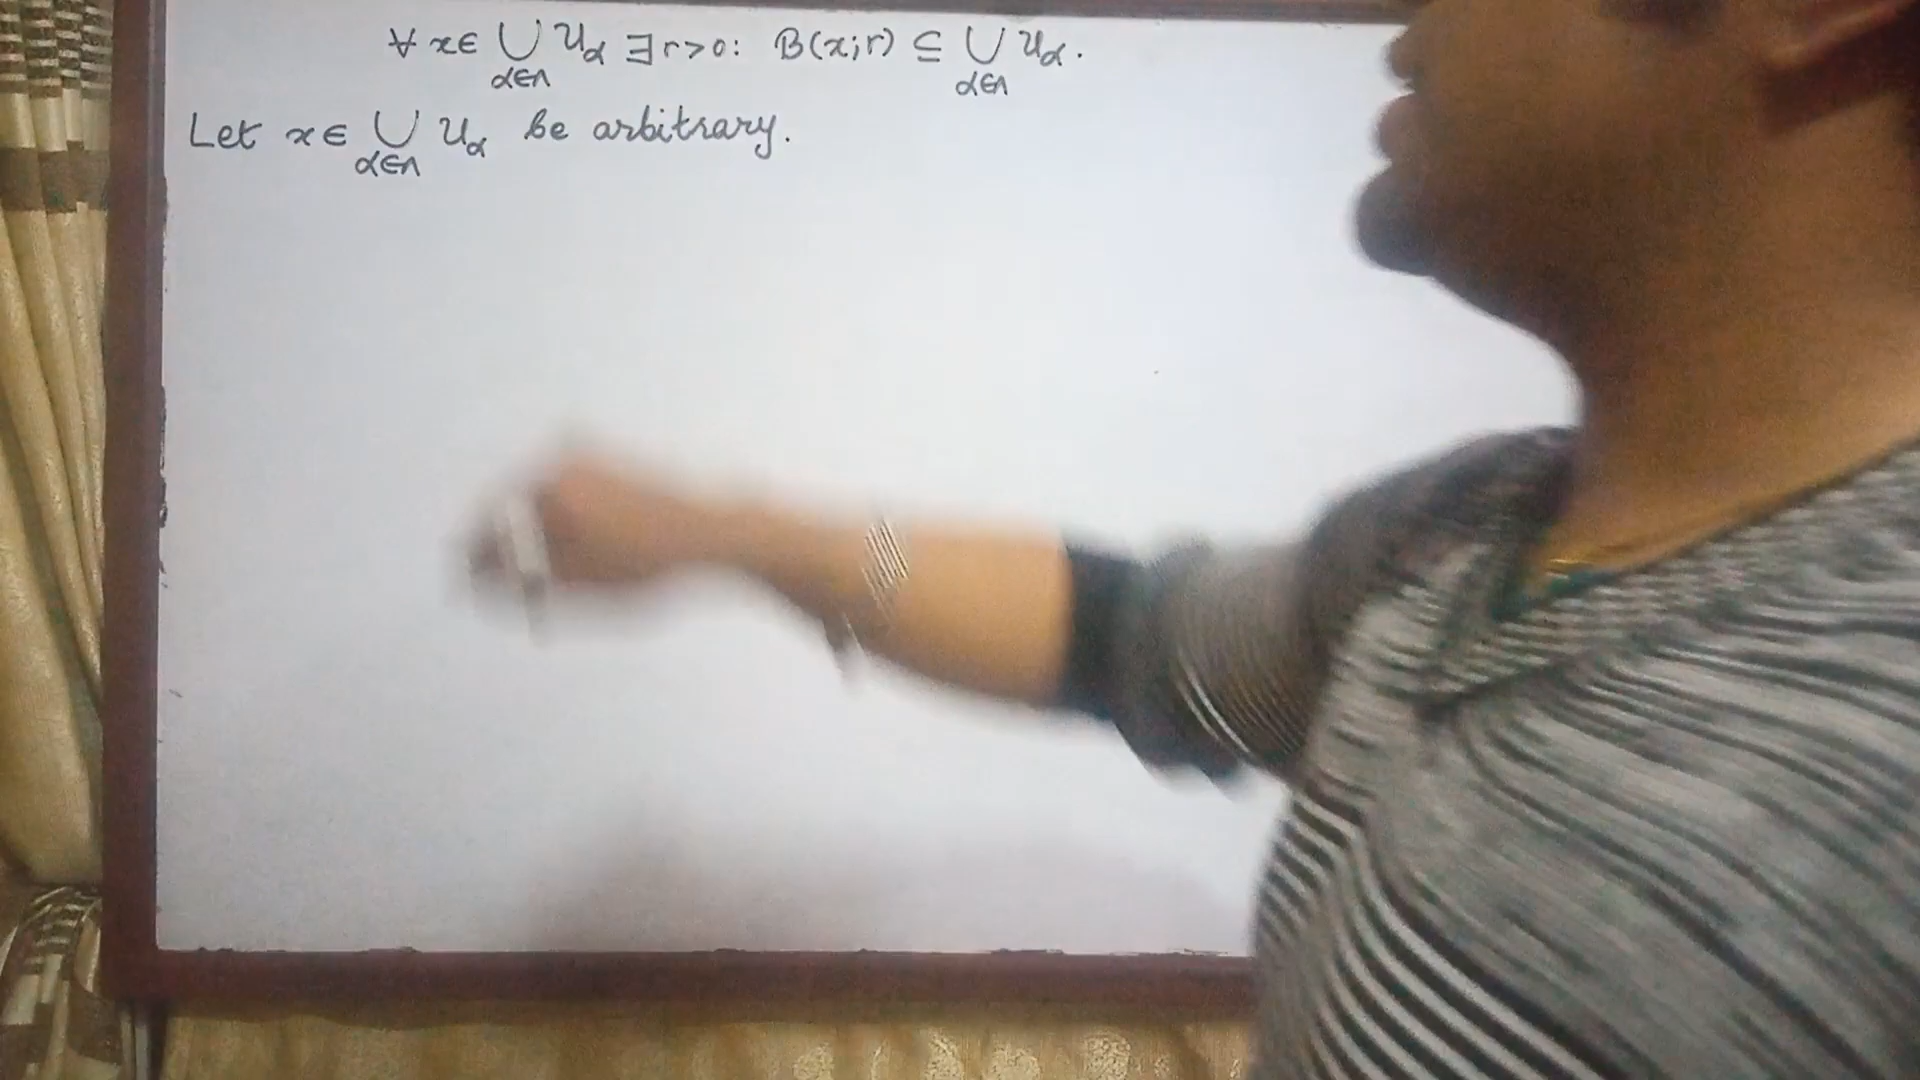 ∀ x∈ ⋃_{α∈Λ} U_α ∃ r>0: B(x;r) ⊆ ⋃_{α∈Λ} U_α.
Let x∈ ⋃_{α∈Λ} U_α be arbitrary.